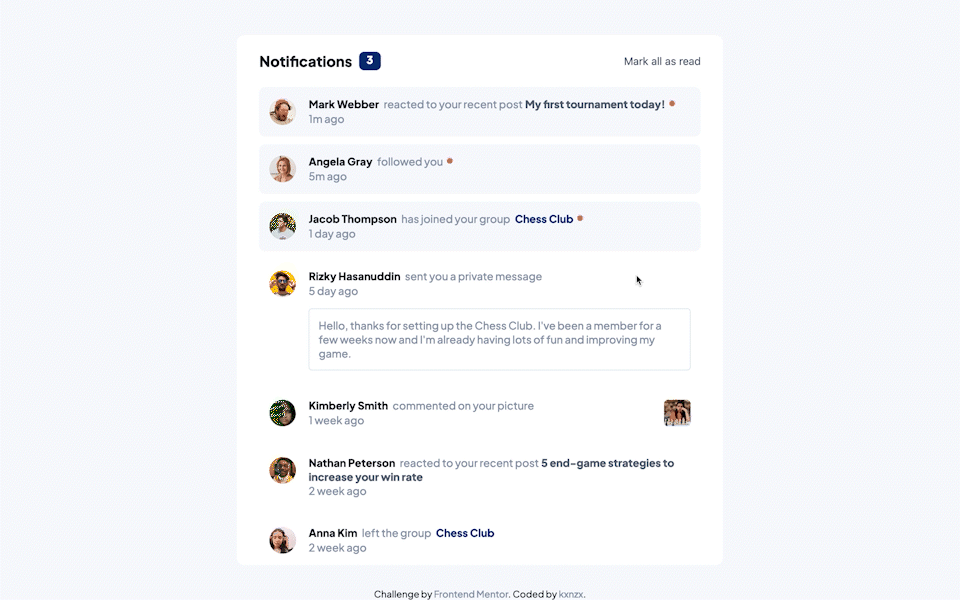 Notifications 3
Mark all as read
Mark Webber reacted to your recent post My first tournament today!
1m ago
Angela Gray followed you
5m ago
Jacob Thompson has joined your group Chess Club
1 day ago
Rizky Hasanuddin sent you a private message
5 day ago
Hello, thanks for setting up the Chess Club. I've been a member for a
few weeks now and I'm already having lots of fun and improving my
game.
Kimberly Smith commented on your picture
1 week ago
Nathan Peterson reacted to your recent post 5 end-game strategies to
increase your win rate
2 week ago
Anna Kim left the group Chess Club
2 week ago
Challenge by Frontend Mentor. Coded by kxnzx.